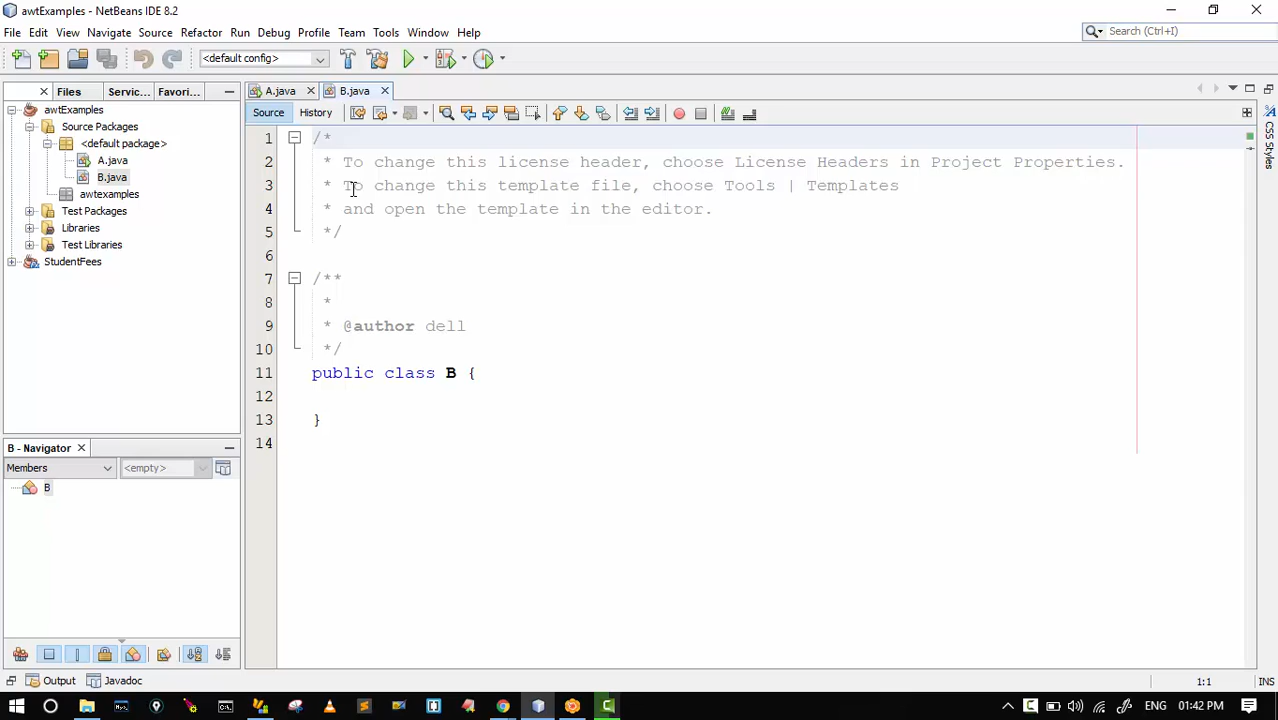 awtExamples - NetBeans IDE 8.2
File Edit View Navigate Source Refactor Run Debug Profile Team Tools Window Help
Search (Ctrl+I)
<default config>
Files Servic... Favori...
A.java B.java
Source History
awtExamples
Source Packages
<default package>
A.java
B.java
awtexamples
Test Packages
Libraries
Test Libraries
StudentFees
1 /*
2 * To change this license header, choose License Headers in Project Properties.
3 * To change this template file, choose Tools | Templates
4 * and open the template in the editor.
5 */
6
7 /**
8 *
9 * @author dell
10 */
11 public class B {
12
13 }
14
CSS Styles
B - Navigator
Members <empty>
B
Output Javadoc
1:1 INS
ENG 01:42 PM